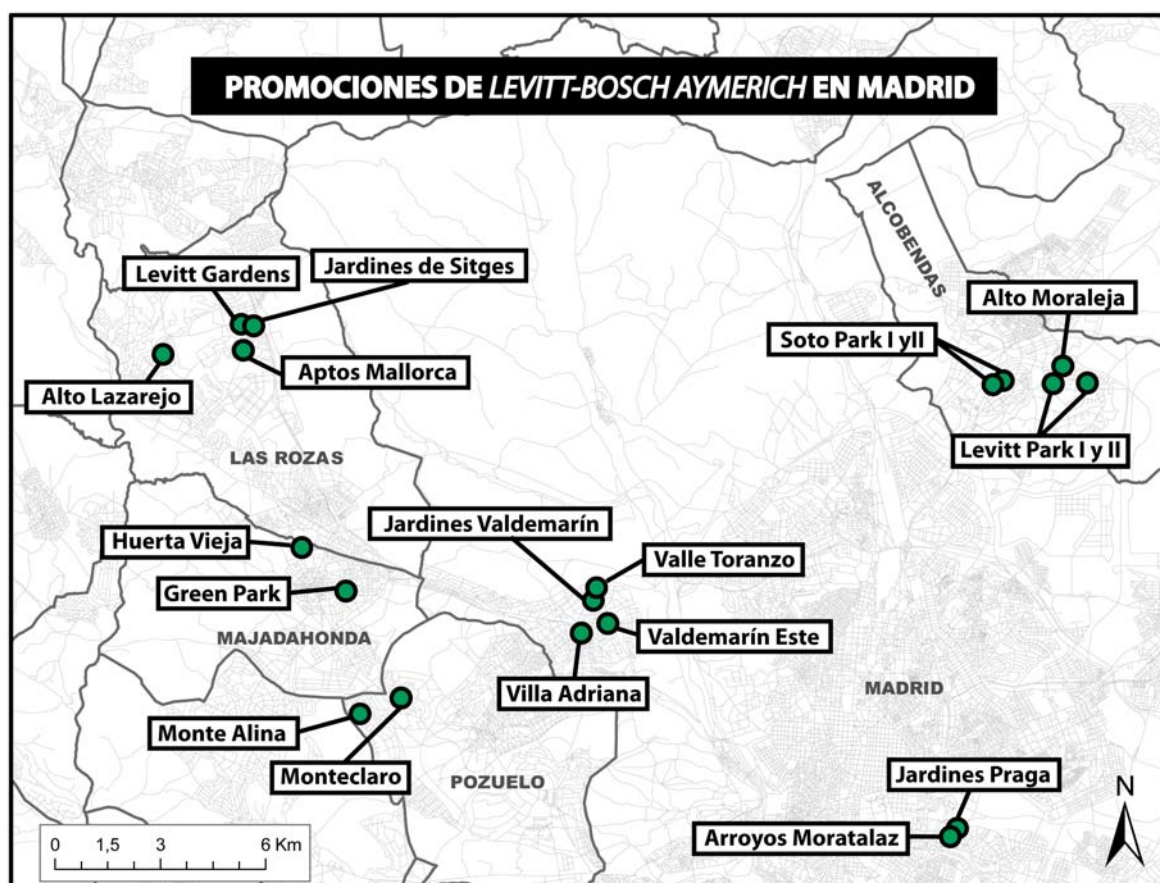 PROMOCIONES DE LEVITT-BOSCH AYMERICH EN MADRID
ALCOBENDAS
Levitt Gardens
Jardines de Sitges
Alto Moraleja
Soto Park I yII
Aptos Mallorca
Alto Lazarejo
Levitt Park I y II
LAS ROZAS
Jardines Valdemarín
Huerta Vieja
Valle Toranzo
Green Park
MAJADAHONDA
Valdemarín Este
Villa Adriana
MADRID
Monte Alina
Monteclaro
POZUELO
Jardines Praga
N
Arroyos Moratalaz
0 1,5 3 6 Km